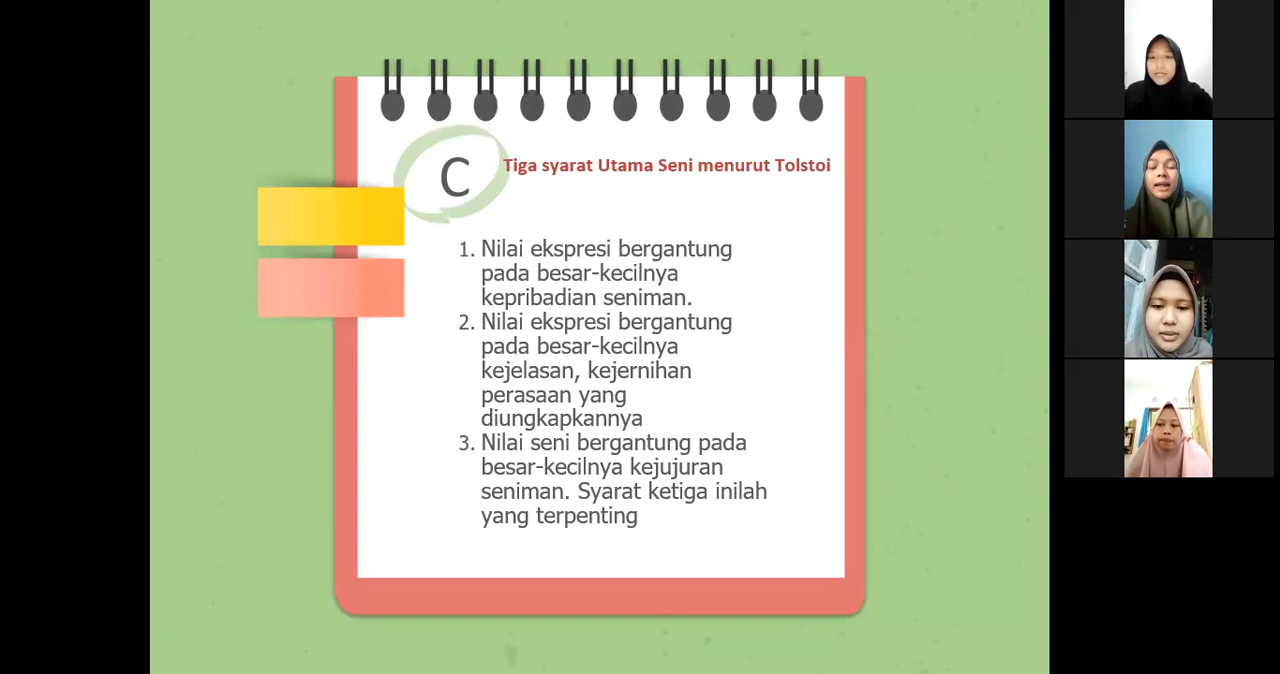 C
Tiga syarat Utama Seni menurut Tolstoi
1. Nilai ekspresi bergantung
pada besar-kecilnya
kepribadian seniman.
2. Nilai ekspresi bergantung
pada besar-kecilnya
kejelasan, kejernihan
perasaan yang
diungkapkannya
3. Nilai seni bergantung pada
besar-kecilnya kejujuran
seniman. Syarat ketiga inilah
yang terpenting